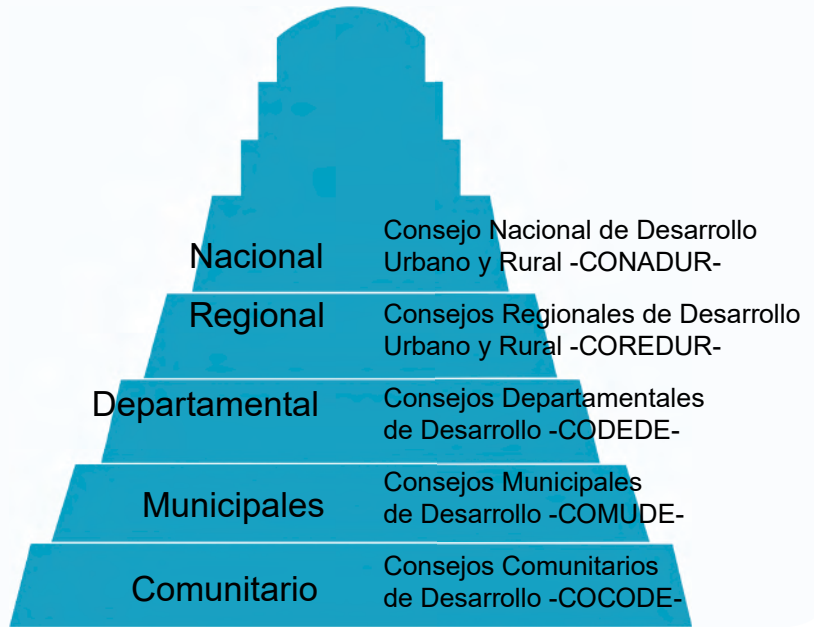 Nacional
Consejo Nacional de Desarrollo
Urbano y Rural -CONADUR-
Regional
Consejos Regionales de Desarrollo
Urbano y Rural -COREDUR-
Departamental
Consejos Departamentales
de Desarrollo -CODEDE-
Municipales
Consejos Municipales
de Desarrollo -COMUDE-
Comunitario
Consejos Comunitarios
de Desarrollo -COCODE-